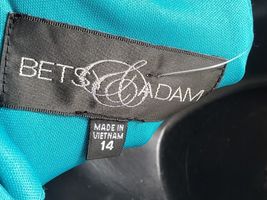 BETSY & ADAM
MADE IN
VIETNAM
14